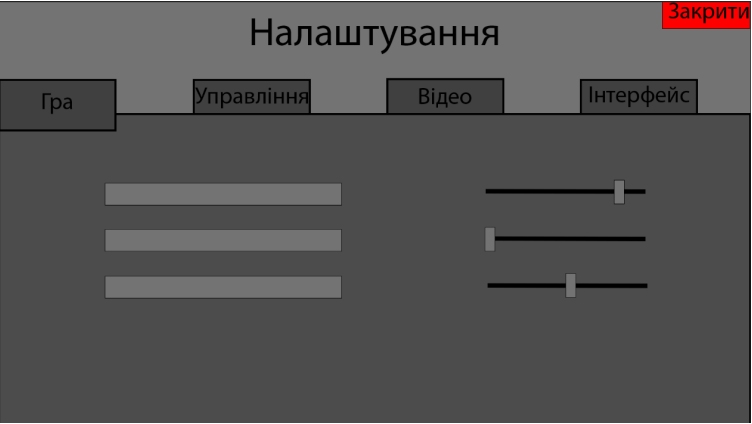 Закрити
Налаштування
Гра
Управління
Відео
Інтерфейс